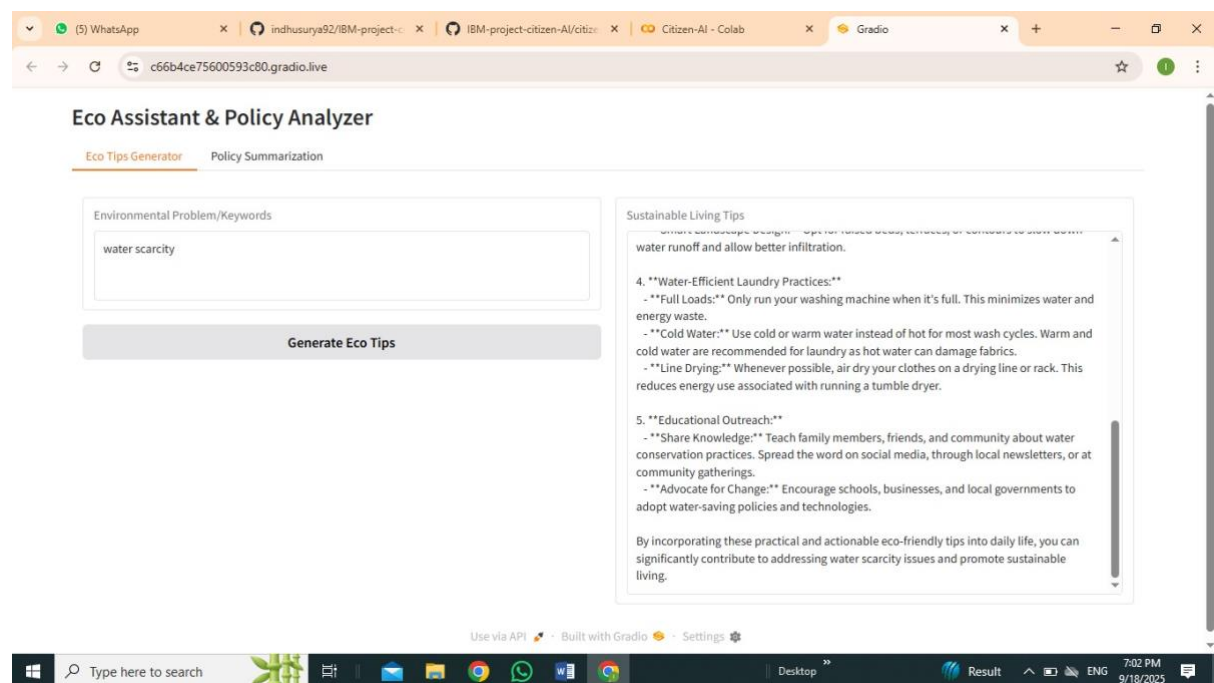 (5) WhatsApp
indhusurya92/IBM-project-c
IBM-project-citizen-AI/citize
Citizen-AI - Colab
Gradio
c66b4ce75600593c80.gradio.live
Eco Assistant & Policy Analyzer
Eco Tips Generator
Policy Summarization
Environmental Problem/Keywords
water scarcity
Generate Eco Tips
Sustainable Living Tips
water runoff and allow better infiltration.
4. **Water-Efficient Laundry Practices:**
- **Full Loads:** Only run your washing machine when it's full. This minimizes water and
energy waste.
- **Cold Water:** Use cold or warm water instead of hot for most wash cycles. Warm and
cold water are recommended for laundry as hot water can damage fabrics.
- **Line Drying:** Whenever possible, air dry your clothes on a drying line or rack. This
reduces energy use associated with running a tumble dryer.
5. **Educational Outreach:**
- **Share Knowledge:** Teach family members, friends, and community about water
conservation practices. Spread the word on social media, through local newsletters, or at
community gatherings.
- **Advocate for Change:** Encourage schools, businesses, and local governments to
adopt water-saving policies and technologies.
By incorporating these practical and actionable eco-friendly tips into daily life, you can
significantly contribute to addressing water scarcity issues and promote sustainable
living.
Use via API · Built with Gradio · Settings
Type here to search
Desktop
Result
ENG
7:02 PM
9/18/2025